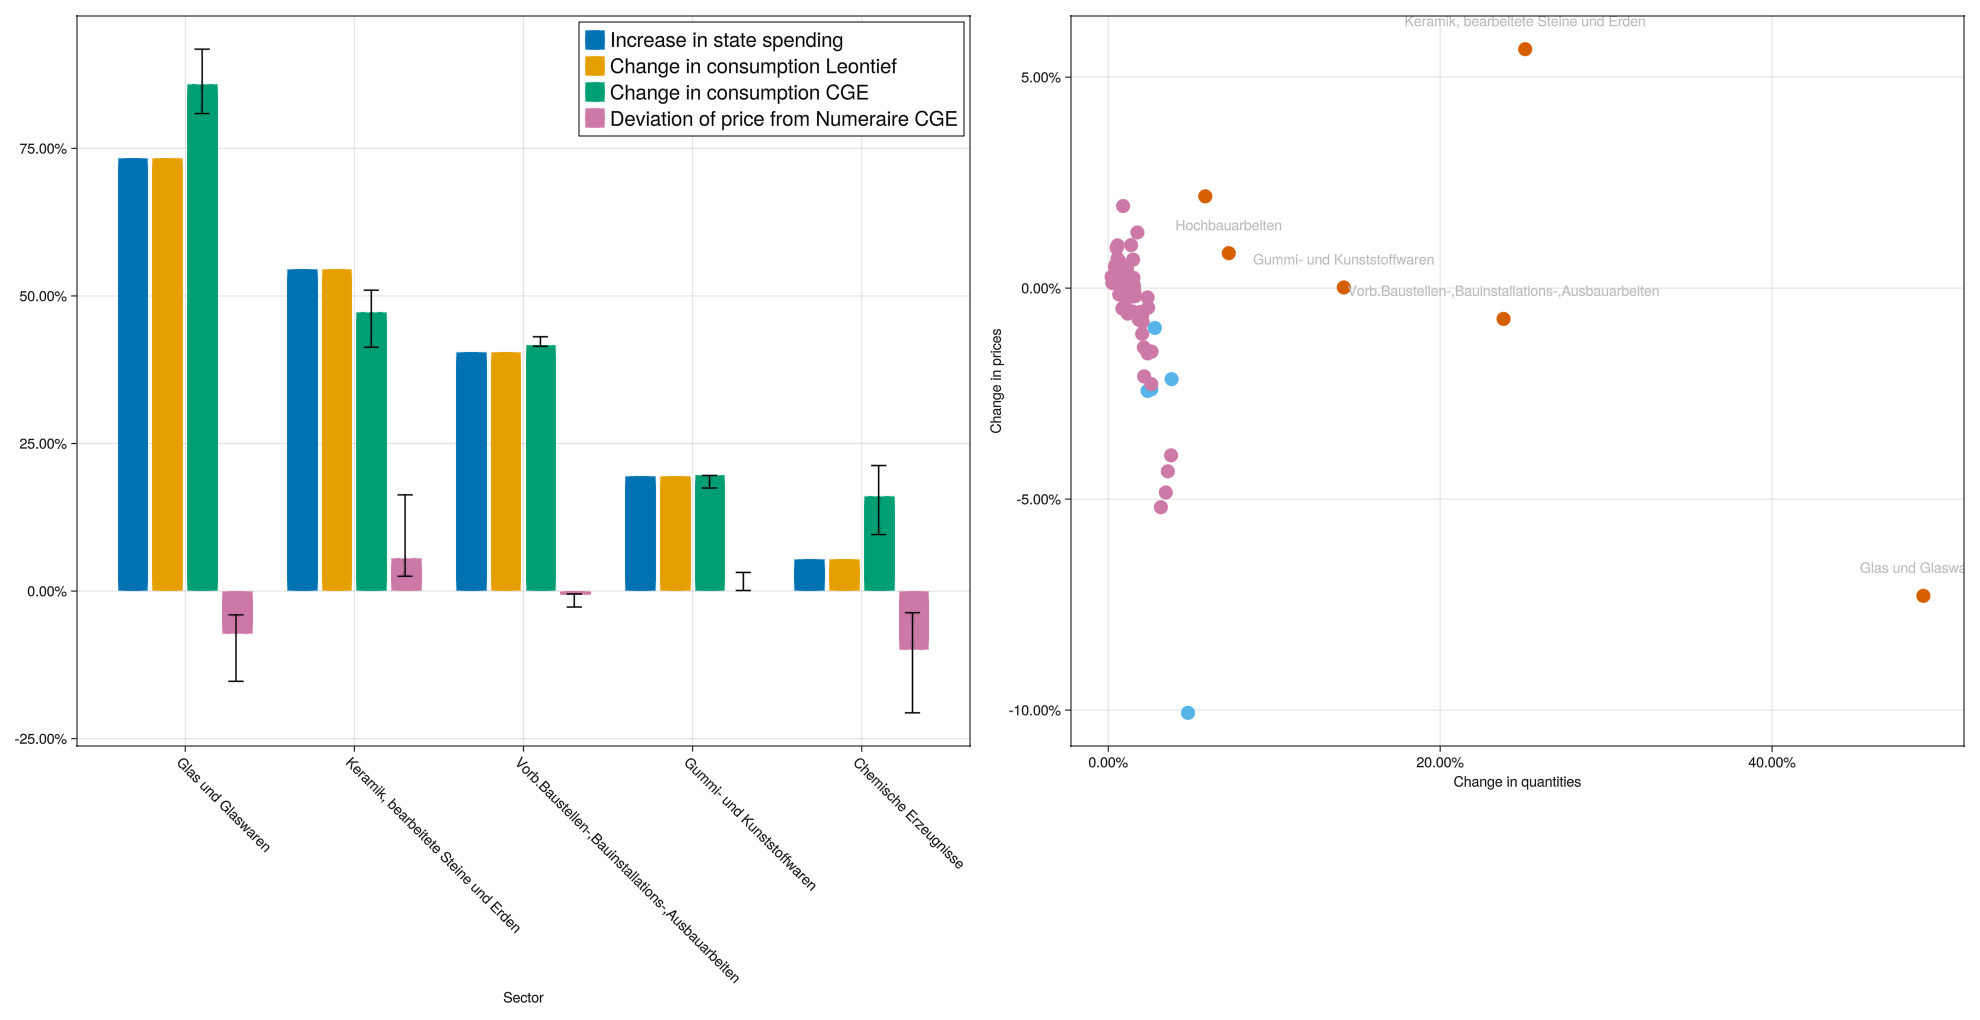 Increase in state spending
Change in consumption Leontief
Change in consumption CGE
Deviation of price from Numeraire CGE
75.00%
50.00%
25.00%
0.00%
-25.00%
Glas und Glaswaren
Keramik, bearbeitete Steine und Erden
Vorb.Baustellen-,Bauinstallations-,Ausbauarbeiten
Gummi- und Kunststoffwaren
Chemische Erzeugnisse
Sector
Keramik, bearbeitete Steine und Erden
Hochbauarbeiten
Gummi- und Kunststoffwaren
Vorb.Baustellen-,Bauinstallations-,Ausbauarbeiten
Glas und Glaswa
5.00%
0.00%
-5.00%
-10.00%
Change in prices
0.00%
20.00%
40.00%
Change in quantities